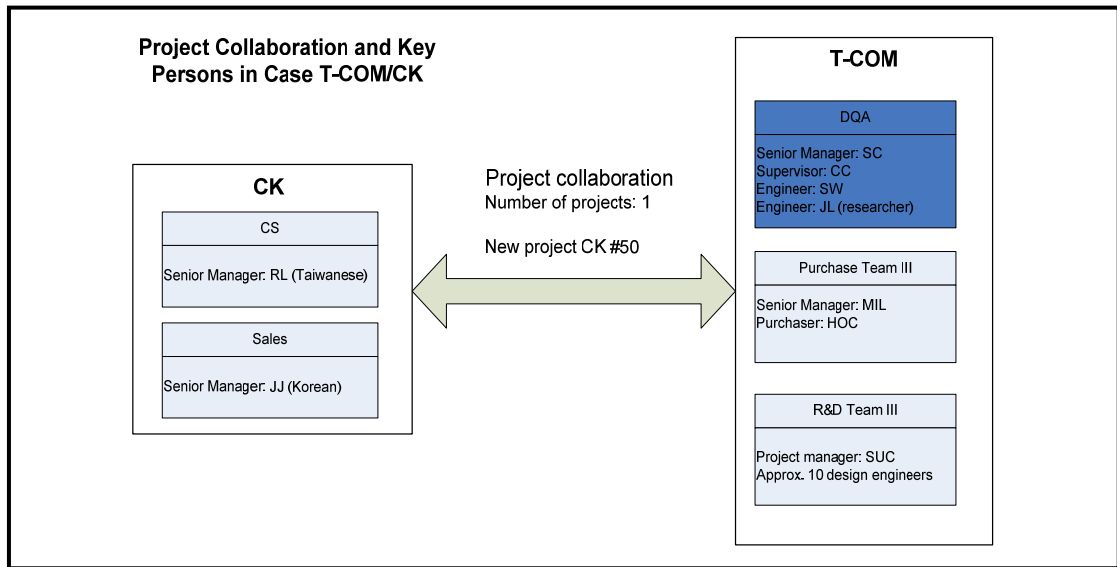 Project Collaboration and Key
Persons in Case T-COM/CK
CK
CS
Senior Manager: RL (Taiwanese)
Sales
Senior Manager: JJ (Korean)
Project collaboration
Number of projects: 1
New project CK #50
T-COM
DQA
Senior Manager: SC
Supervisor: CC
Engineer: SW
Engineer: JL (researcher)
Purchase Team III
Senior Manager: MIL
Purchaser: HOC
R&D Team III
Project manager: SUC
Approx. 10 design engineers